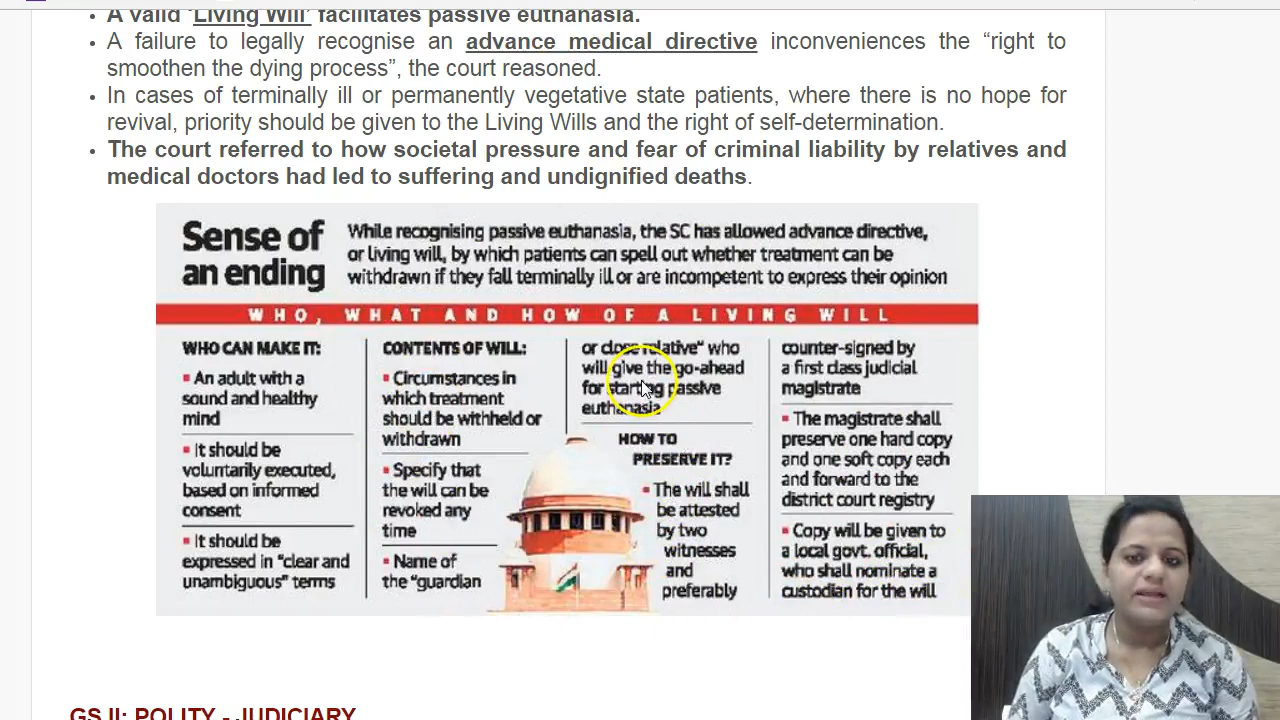 • A valid 'Living Will' facilitates passive euthanasia.
• A failure to legally recognise an advance medical directive inconveniences the “right to
smoothen the dying process”, the court reasoned.
• In cases of terminally ill or permanently vegetative state patients, where there is no hope for
revival, priority should be given to the Living Wills and the right of self-determination.
• The court referred to how societal pressure and fear of criminal liability by relatives and
medical doctors had led to suffering and undignified deaths.
Sense of
an ending
While recognising passive euthanasia, the SC has allowed advance directive,
or living will, by which patients can spell out whether treatment can be
withdrawn if they fall terminally ill or are incompetent to express their opinion
WHO, WHAT AND HOW OF A LIVING WILL
WHO CAN MAKE IT:
▪ An adult with a
sound and healthy
mind
▪ It should be
voluntarily executed,
based on informed
consent
▪ It should be
expressed in “clear and
unambiguous” terms
CONTENTS OF WILL:
▪ Circumstances in
which treatment
should be withheld or
withdrawn
▪ Specify that
the will can be
revoked any
time
▪ Name of
the “guardian
or close relative” who
will give the go-ahead
for starting passive
euthanasia
HOW TO
PRESERVE IT?
▪ The will shall
be attested
by two
witnesses
and
preferably
counter-signed by
a first class judicial
magistrate
▪ The magistrate shall
preserve one hard copy
and one soft copy each
and forward to the
district court registry
▪ Copy will be given to
a local govt. official,
who shall nominate a
custodian for the will
GS II: POLITY - JUDICIARY